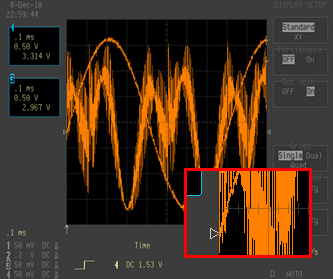 8-Dec-10
22:59:44
DISPLAY SETUP
.1 ms
0.50 V
3.314 V
Standard
XY
Persistence
OFF On
2
.1 ms
0.50 V
2.967 V
Dot Join
OFF On
Single Dual
Quad
.1 ms
Time
1 50 mV DC
2 .2 V DC
3 50 mV DC
4 50 mV DC
4 DC 1.53 V
AUTO